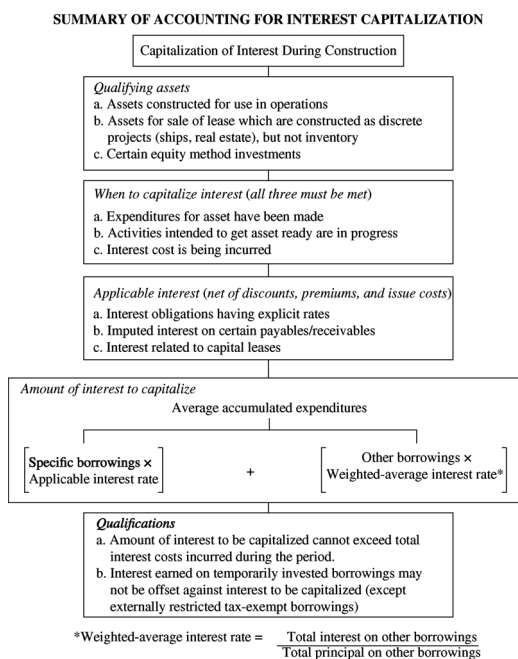 SUMMARY OF ACCOUNTING FOR INTEREST CAPITALIZATION
Capitalization of Interest During Construction
Qualifying assets
a. Assets constructed for use in operations
b. Assets for sale of lease which are constructed as discrete
projects (ships, real estate), but not inventory
c. Certain equity method investments
When to capitalize interest (all three must be met)
a. Expenditures for asset have been made
b. Activities intended to get asset ready are in progress
c. Interest cost is being incurred
Applicable interest (net of discounts, premiums, and issue costs)
a. Interest obligations having explicit rates
b. Imputed interest on certain payables/receivables
c. Interest related to capital leases
Amount of interest to capitalize
Average accumulated expenditures
Specific borrowings ×
Applicable interest rate
+
Other borrowings ×
Weighted-average interest rate*
Qualifications
a. Amount of interest to be capitalized cannot exceed total
interest costs incurred during the period.
b. Interest earned on temporarily invested borrowings may
not be offset against interest to be capitalized (except
externally restricted tax-exempt borrowings)
*Weighted-average interest rate = Total interest on other borrowings
Total principal on other borrowings